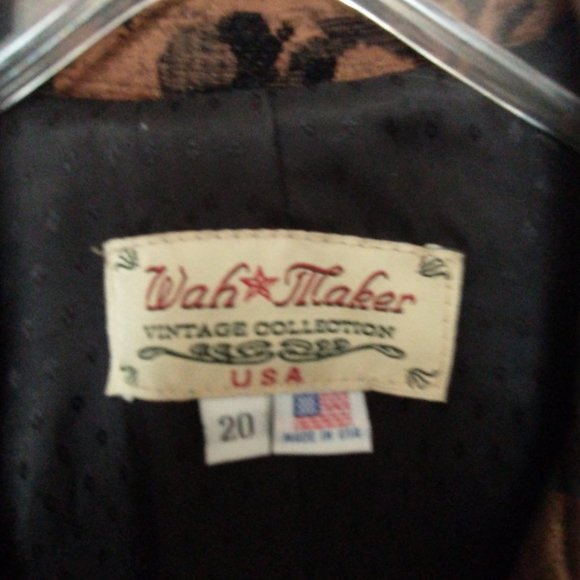 Wah Maker
VINTAGE COLLECTION
USA
20
MADE IN USA